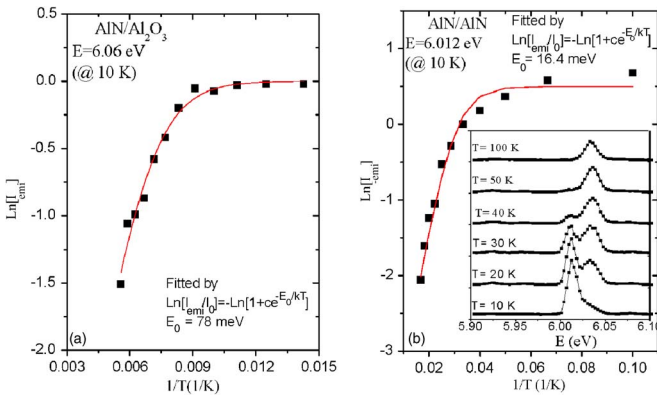 AlN/Al₂O₃
E=6.06 eV
(@ 10 K)
0.0
-0.5
-1.0
-1.5
-2.0
Ln[Iemi]
Fitted by
Ln[Iemi/I0]=-Ln[1+ce-E0/kT]
E0 = 78 meV
(a)
0.003 0.006 0.009 0.012 0.015
1/T(1/K)
AlN/AlN
E=6.012 eV
(@ 10 K)
Fitted by
Ln[Iemi/I0]=-Ln[1+ce-E0/kT]
E0= 16.4 meV
1
0
-1
-2
-3
Ln[Iemi]
T= 100 K
T= 50 K
T= 40 K
T= 30 K
T= 20 K
T= 10 K
5.90 5.95 6.00 6.05 6.10
E (eV)
(b)
0.02 0.04 0.06 0.08 0.10
1/T (1/K)